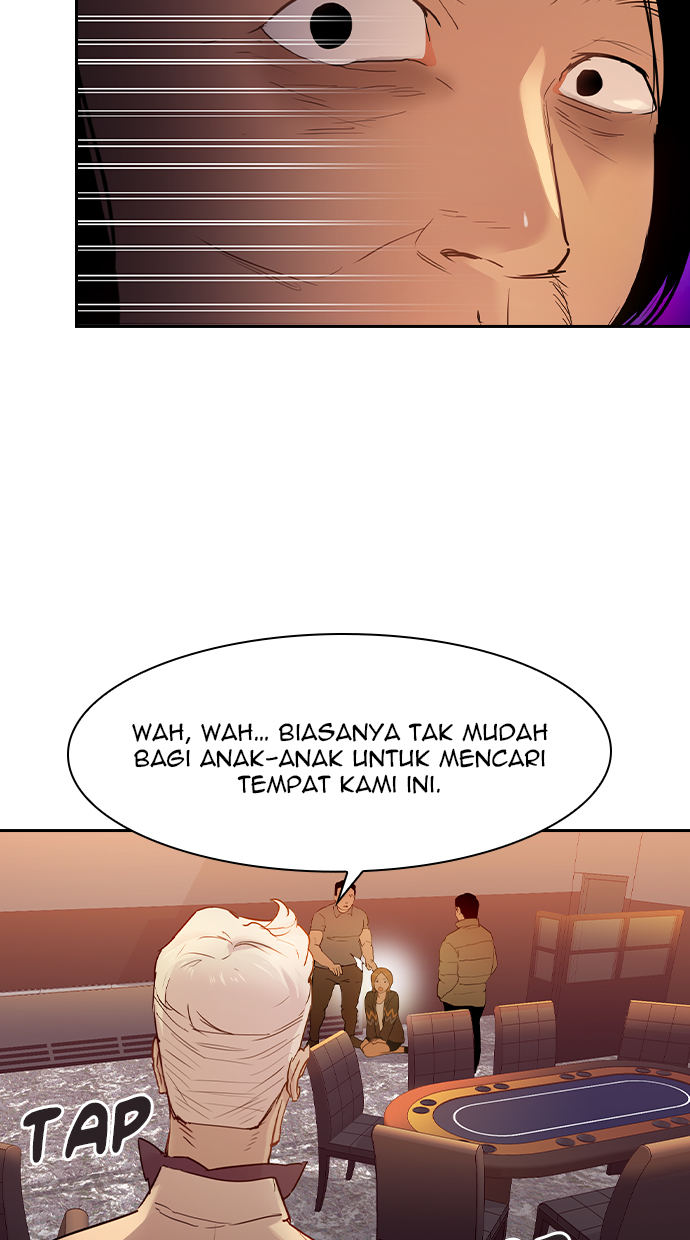 WAH, WAH... BIASANYA TAK MUDAH
BAGI ANAK-ANAK UNTUK MENCARI
TEMPAT KAMI INI.
TAP